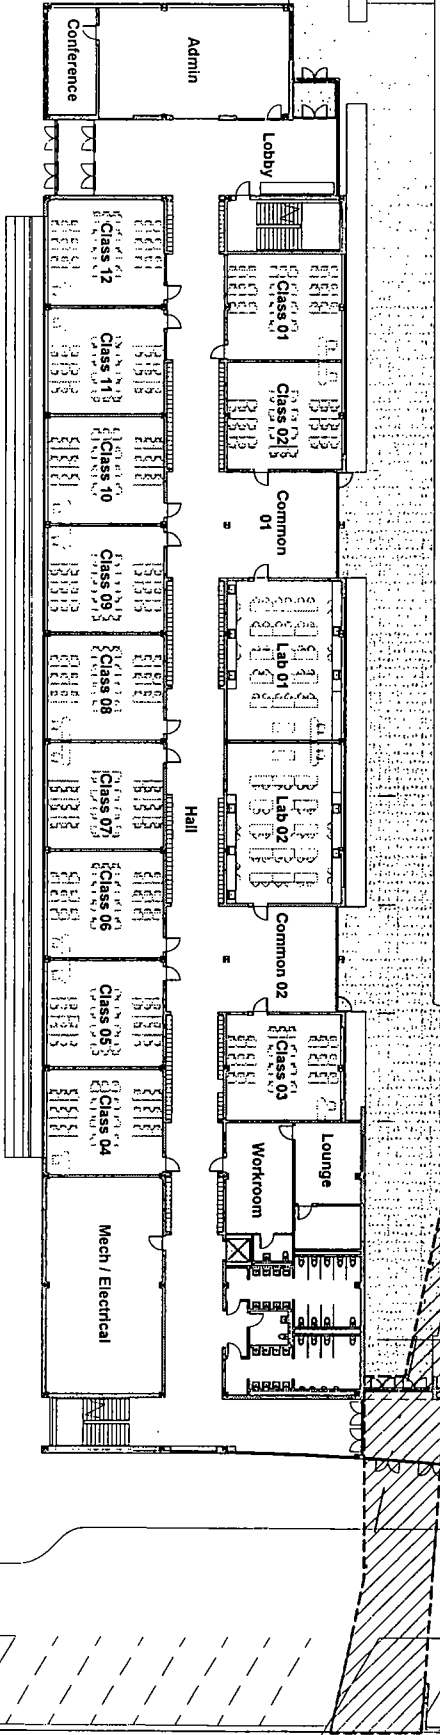 Conference
Admin
Lobby
Class 12
Class 11
Class 10
Class 09
Class 08
Class 07
Class 06
Class 05
Class 04
Mech / Electrical
Hall
Class 01
Class 02
Common
01
Lab 01
Lab 02
Common 02
Class 03
Workroom
Lounge